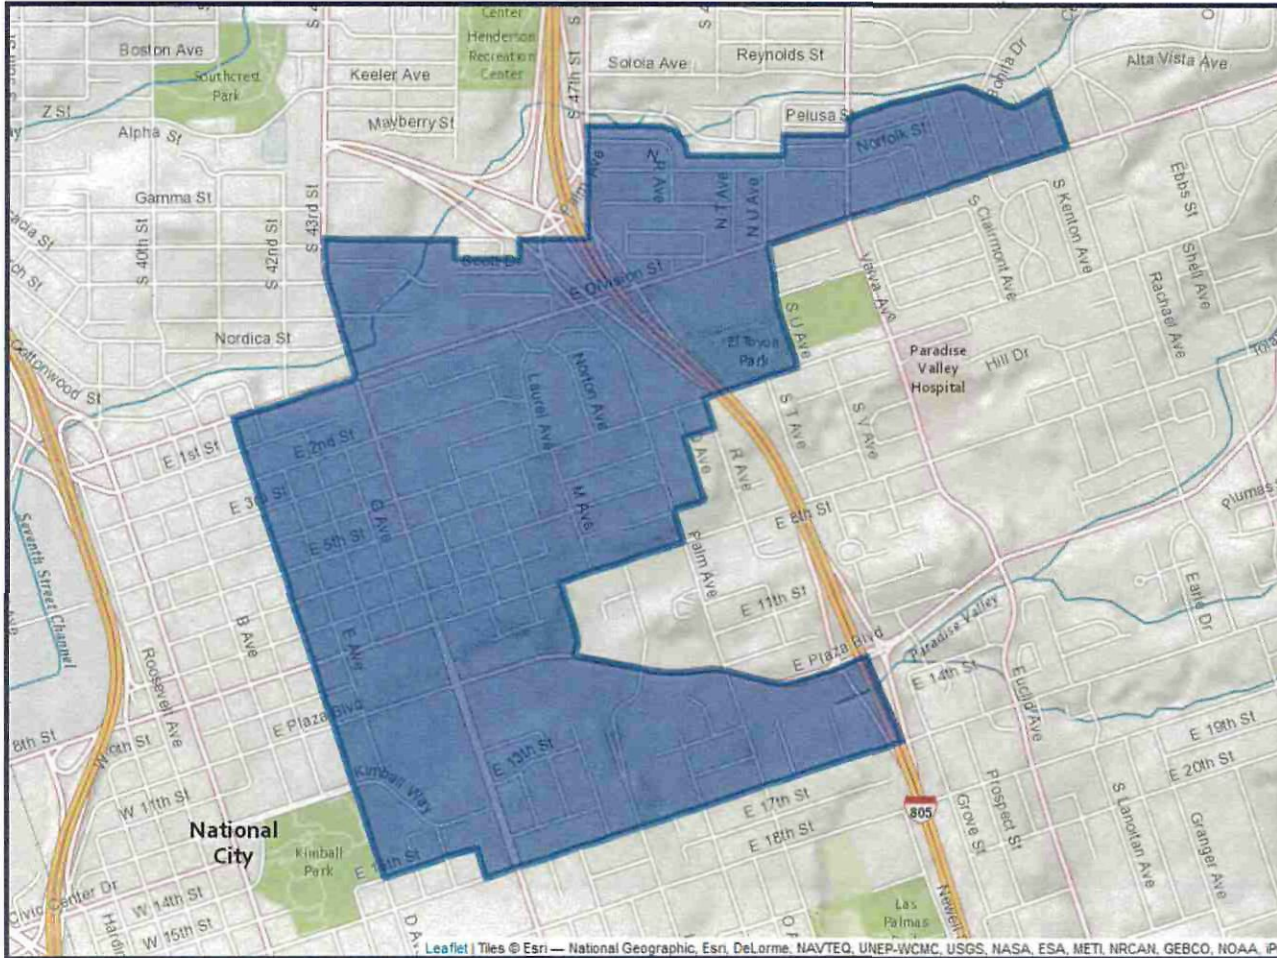 Center
Henderson
Recreation
Center
Boston Ave
Southcrest
Park
Keeler Ave
Z St
Alpha St
Mayberry St
S 47th St
Solola Ave
Reynolds St
Pelusa S
Bonita Dr
Alta Vista Ave
Norfolk St
Gamma St
S 40th St
S 42nd St
S 43rd St
Palm Ave
N R Ave
N T Ave
N U Ave
S Division St
S Clairmont Ave
S Kenton Ave
Ebbs St
Shell Ave
Rachael Ave
Valva Ave
Nordica St
Cottonwood St
El Toyon
Park
S U Ave
Paradise
Valley
Hospital
Hill Dr
Laurel Ave
Norton Ave
S T Ave
S V Ave
R Ave
E 1st St
E 2nd St
E 3rd St
E 5th St
M Ave
E 8th St
Plumas
Seventh Street Channel
Palm Ave
E 11th St
B Ave
E Ave
Roosevelt Ave
E Plaza Blvd
E Plaza Blvd
Paradise Valley
E 14th St
Earle Dr
Euclid Ave
8th St
W 9th St
E 13th St
Kimball Way
E 19th St
E 20th St
W 11th St
E 17th St
E 18th St
805
Grove St
Prospect St
S Lanoitan Ave
Granger Ave
National
City
Kimball
Park
Civic Center Dr
W 14th St
W 15th St
Las
Palmas
Newell
Leaflet | Tiles © Esri — National Geographic, Esri, DeLorme, NAVTEQ, UNEP-WCMC, USGS, NASA, ESA, METI, NRCAN, GEBCO, NOAA, iP